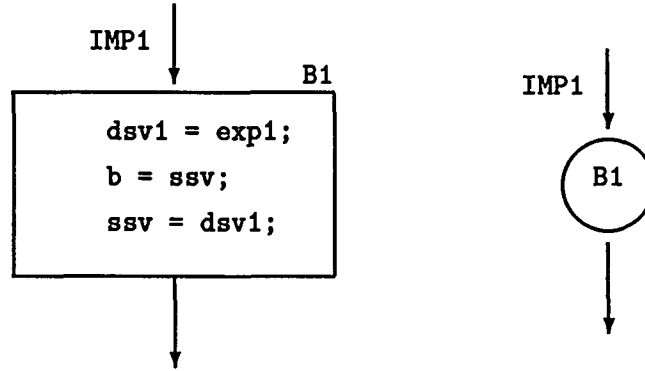 IMP1
B1
dsv1 = exp1;
b = ssv;
ssv = dsv1;
IMP1
B1